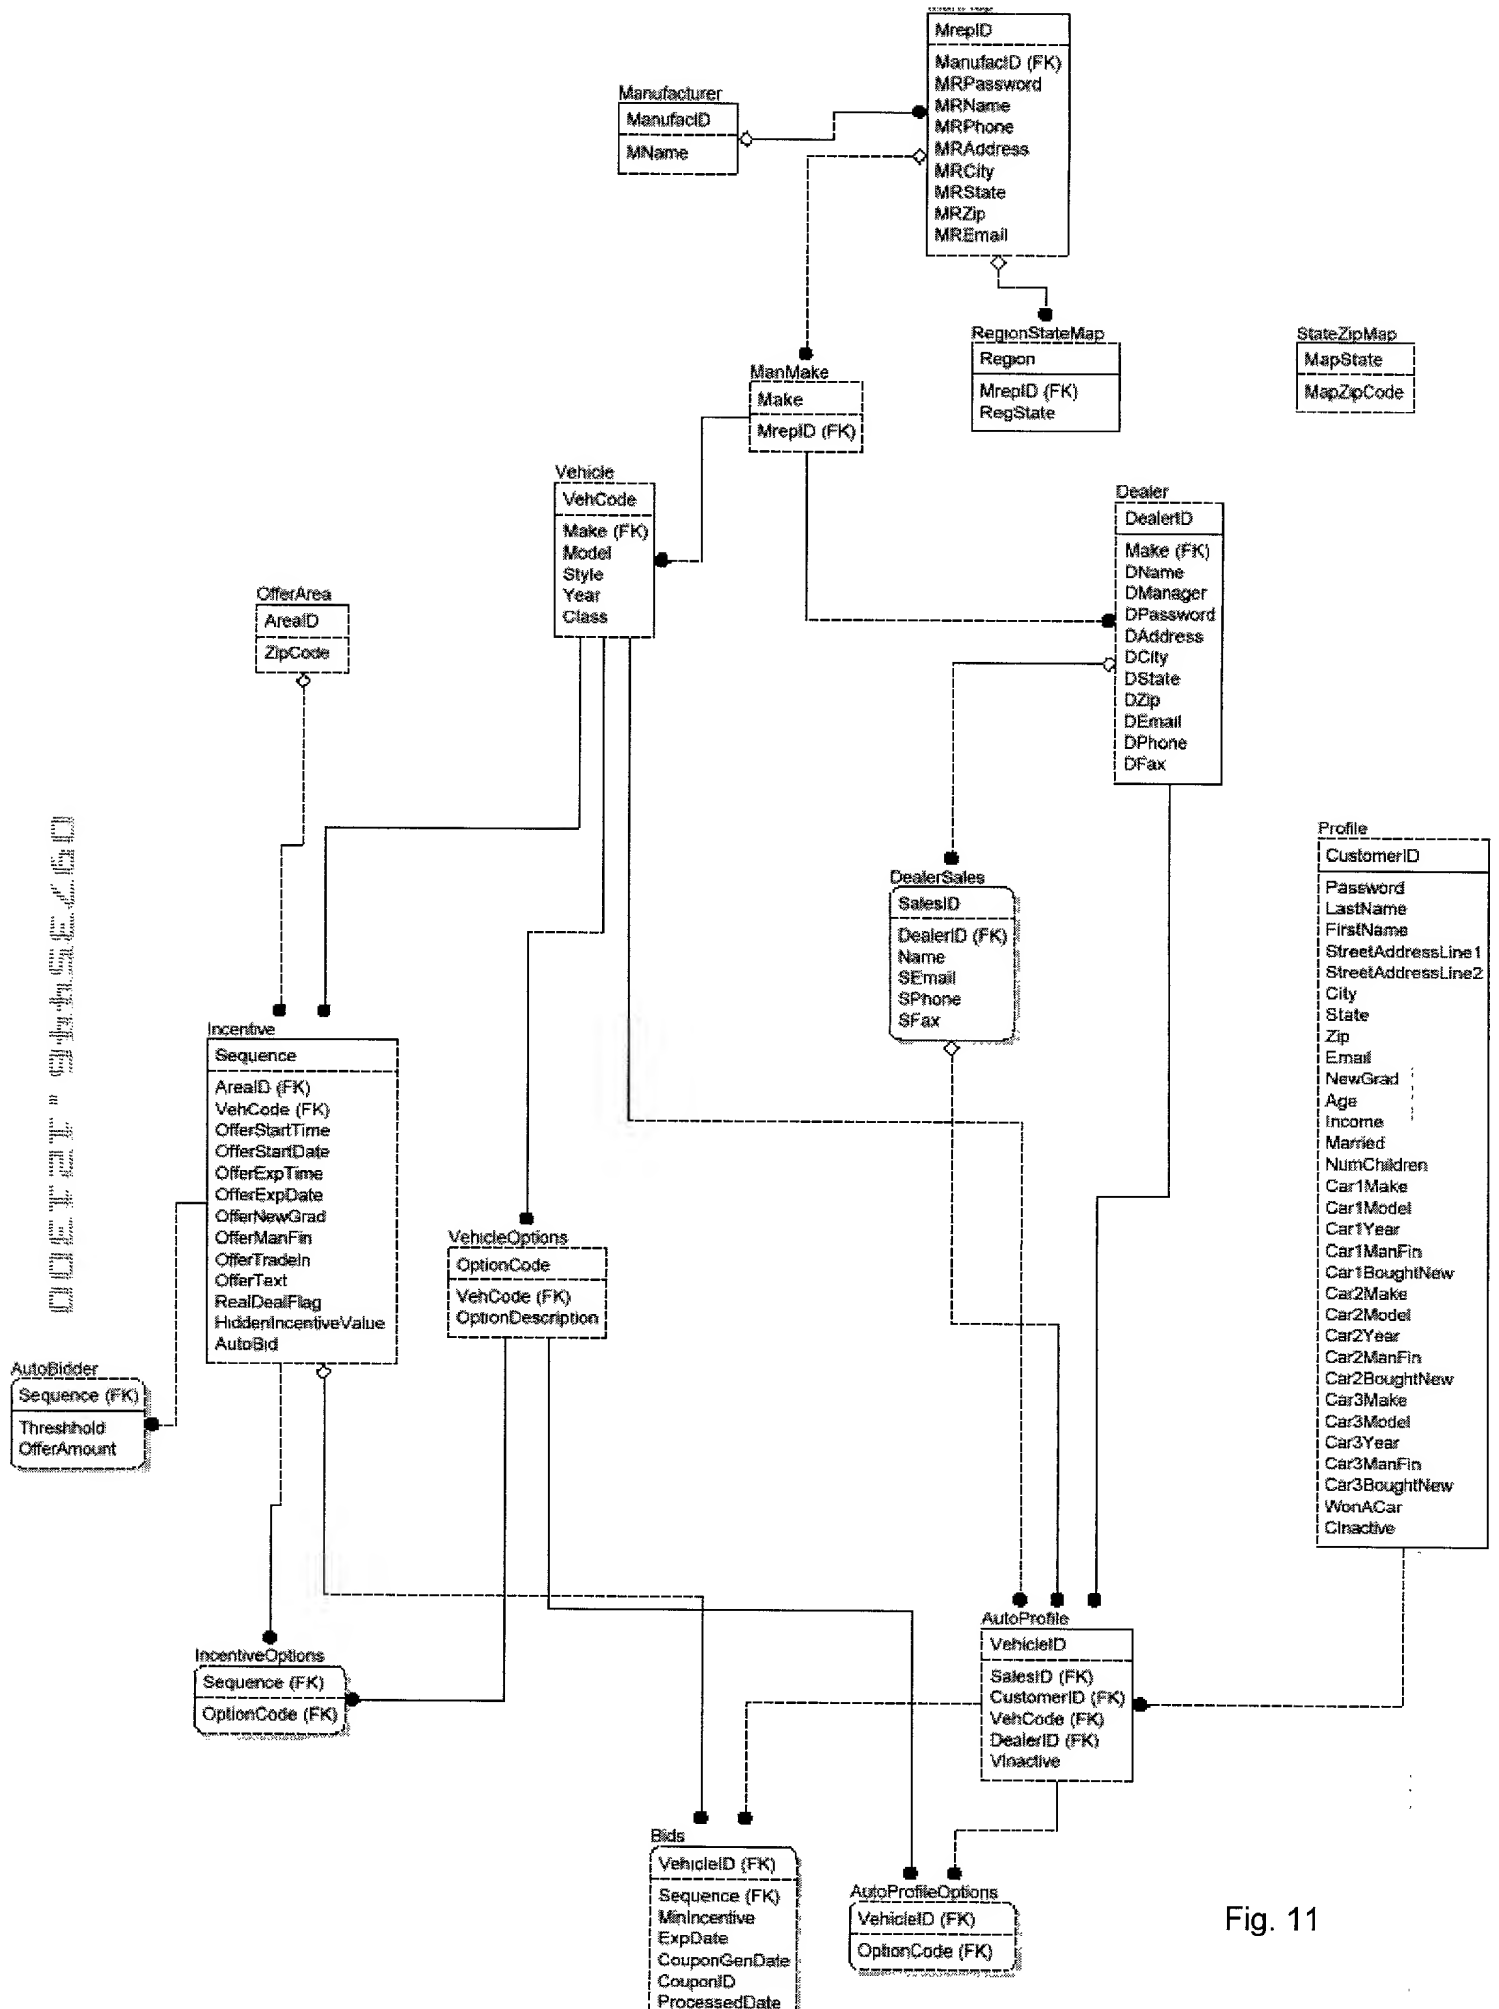 MrepID
ManufacID (FK)
MRPassword
MRName
MRPhone
MRAddress
MRCity
MRState
MRZip
MREmail
Manufacturer
ManufacID
MName
RegionStateMap
Region
MrepID (FK)
RegState
StateZipMap
MapState
MapZipCode
ManMake
Make
MrepID (FK)
Vehicle
VehCode
Make (FK)
Model
Style
Year
Class
Dealer
DealerID
Make (FK)
DName
DManager
DPassword
DAddress
DCity
DState
DZip
DEmail
DPhone
DFax
OfferArea
AreaID
ZipCode
Profile
CustomerID
Password
LastName
FirstName
StreetAddressLine1
StreetAddressLine2
City
State
Zip
Email
NewGrad
Age
Income
Married
NumChildren
Car1Make
Car1Model
Car1Year
Car1ManFin
Car1BoughtNew
Car2Make
Car2Model
Car2Year
Car2ManFin
Car2BoughtNew
Car3Make
Car3Model
Car3Year
Car3ManFin
Car3BoughtNew
WonACar
CInactive
DealerSales
SalesID
DealerID (FK)
Name
SEmail
SPhone
SFax
Incentive
Sequence
AreaID (FK)
VehCode (FK)
OfferStartTime
OfferStartDate
OfferExpTime
OfferExpDate
OfferNewGrad
OfferManFin
OfferTradeIn
OfferText
RealDealFlag
HiddenIncentiveValue
AutoBid
VehicleOptions
OptionCode
VehCode (FK)
OptionDescription
AutoBidder
Sequence (FK)
Threshhold
OfferAmount
IncentiveOptions
Sequence (FK)
OptionCode (FK)
AutoProfile
VehicleID
SalesID (FK)
CustomerID (FK)
VehCode (FK)
DealerID (FK)
VInactive
Bids
VehicleID (FK)
Sequence (FK)
MinIncentive
ExpDate
CouponGenDate
CouponID
ProcessedDate
AutoProfileOptions
VehicleID (FK)
OptionCode (FK)
Fig. 11